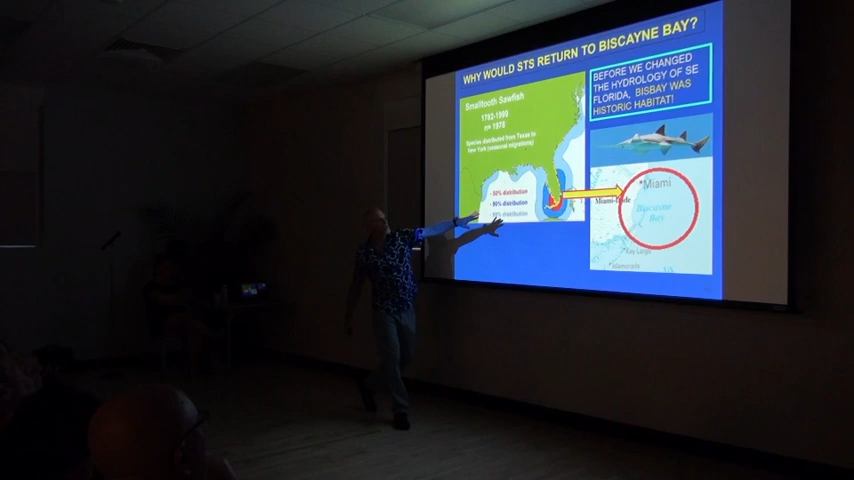 WHY WOULD STS RETURN TO BISCAYNE BAY?
Smalltooth Sawfish
1782-1999
n= 1978
Species distributed from Texas to
New York (seasonal migrations)
- 50% distribution
- 90% distribution
BEFORE WE CHANGED
THE HYDROLOGY OF SE
FLORIDA, BISBAY WAS
HISTORIC HABITAT!
Miami
Miami-Dade
Biscayne
Bay
Key Largo
Islamorada